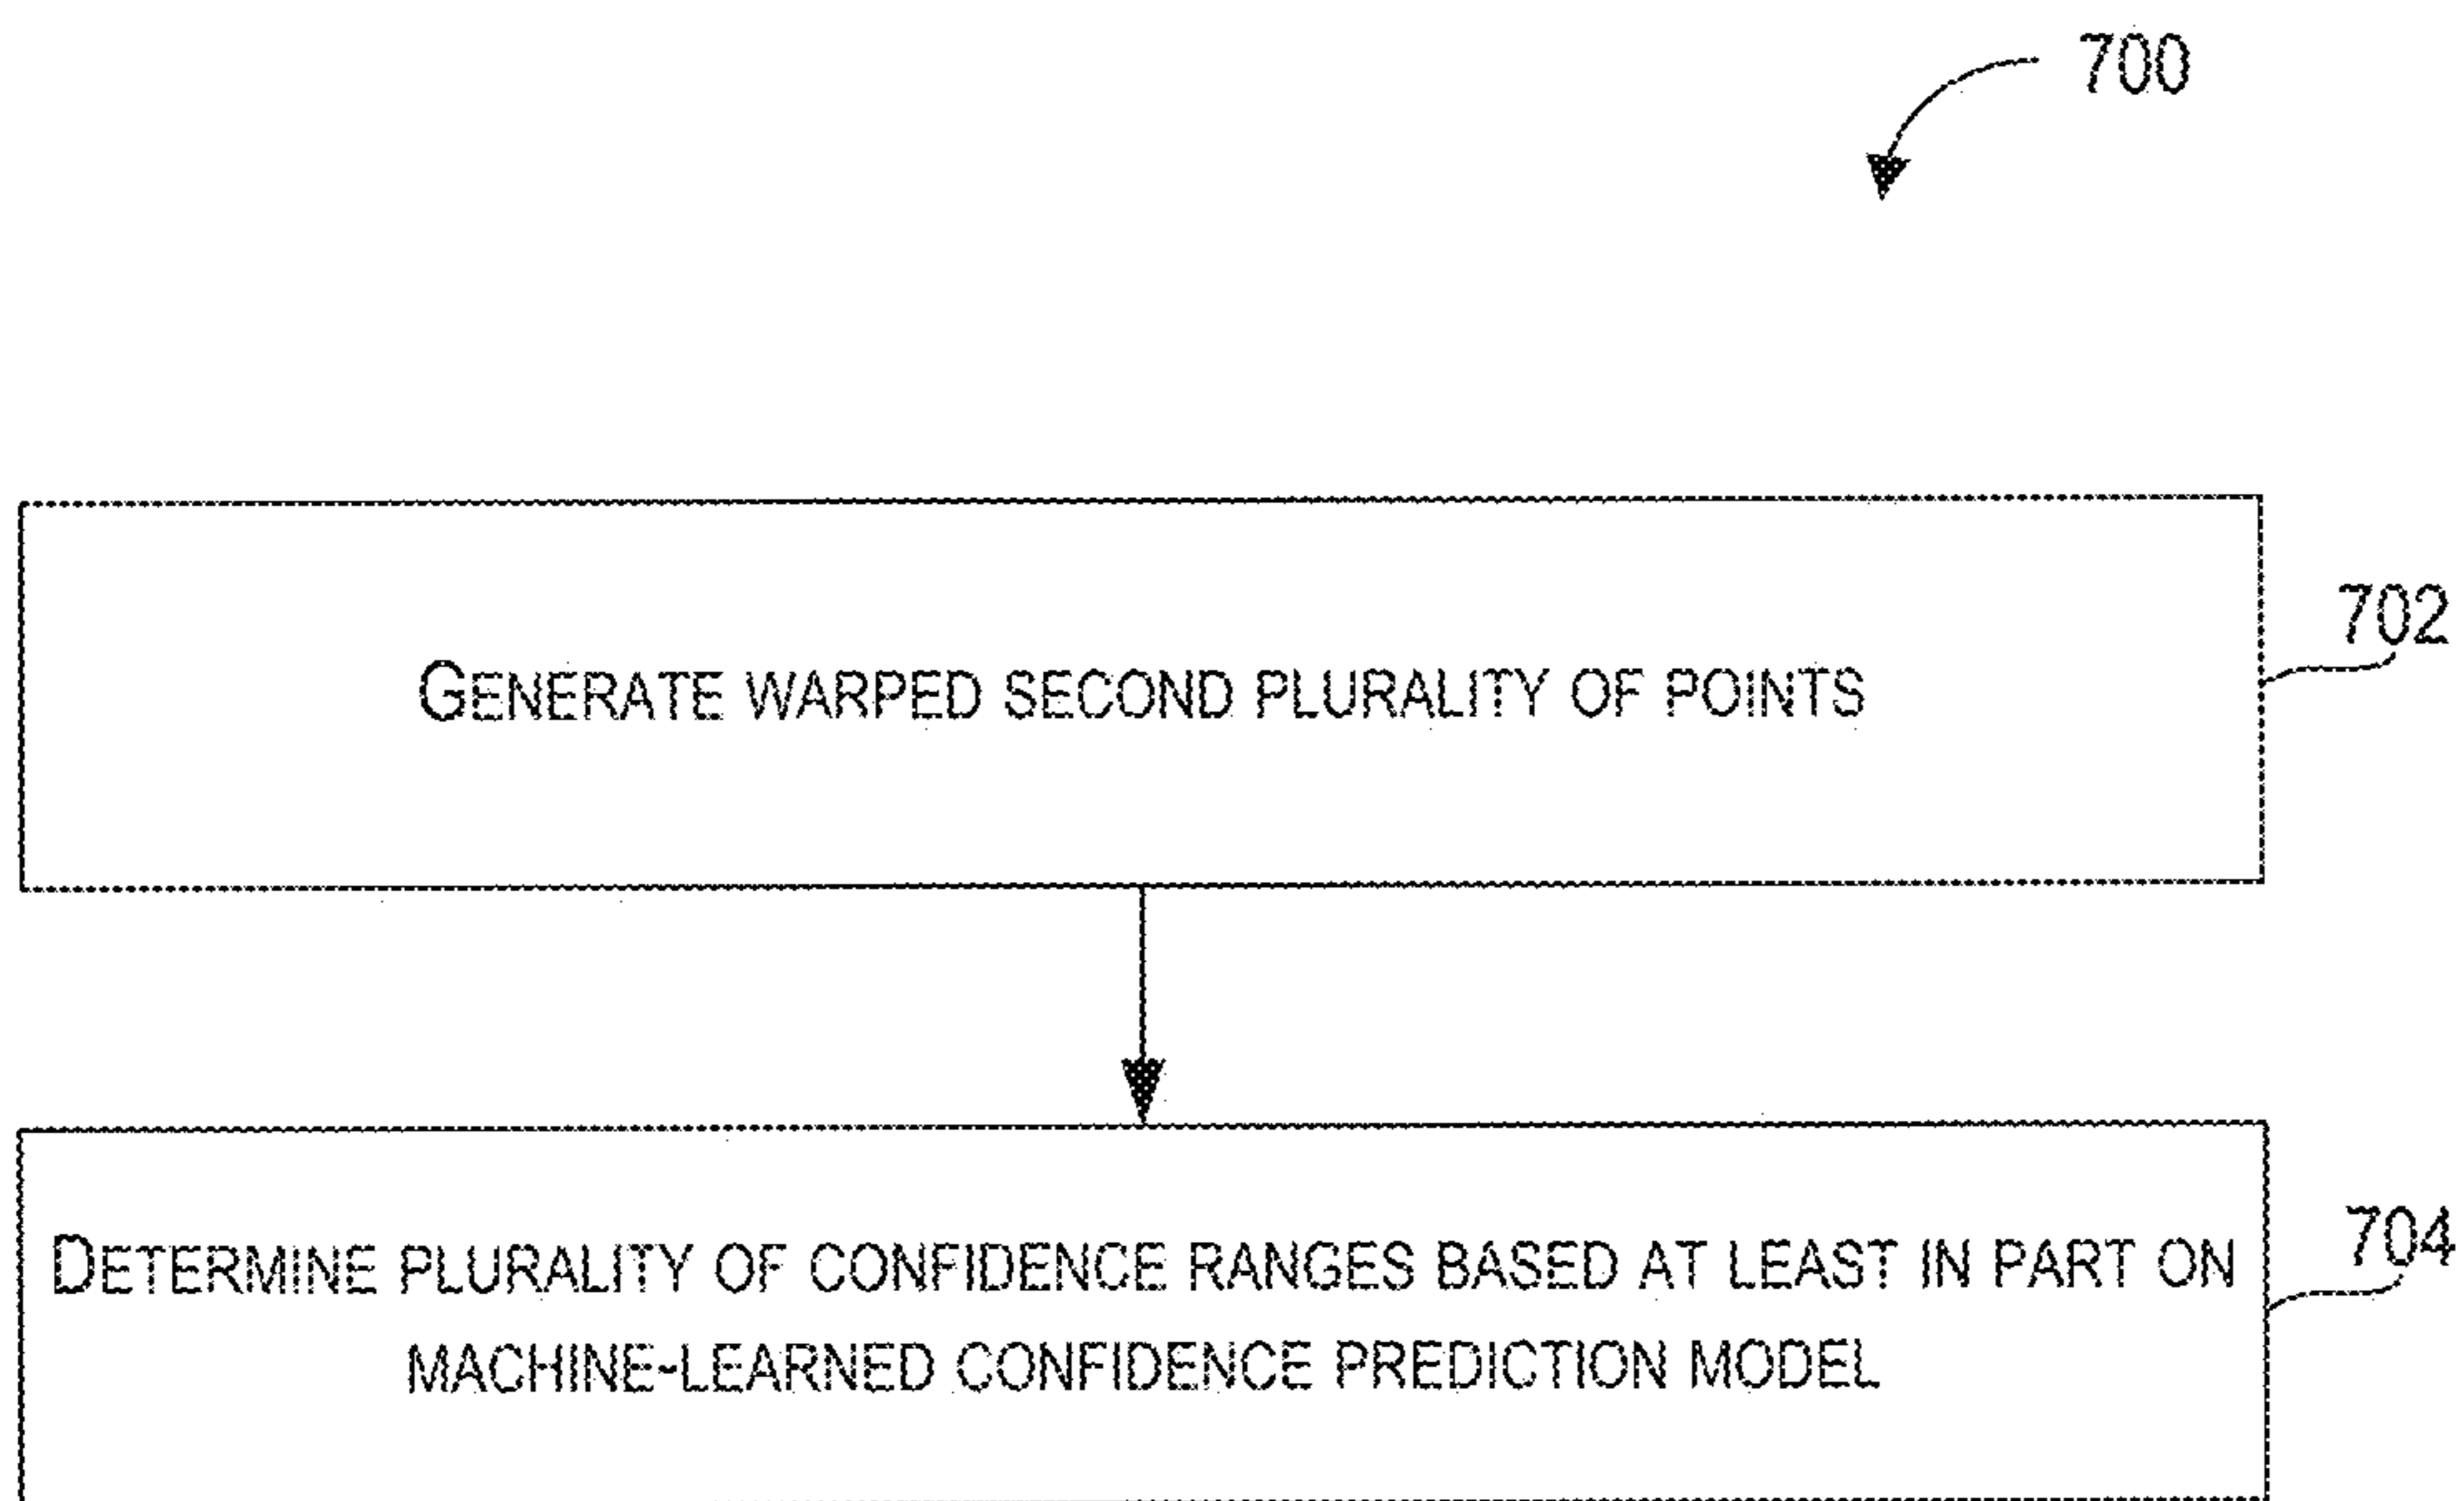 700
GENERATE WARPED SECOND PLURALITY OF POINTS
702
DETERMINE PLURALITY OF CONFIDENCE RANGES BASED AT LEAST IN PART ON
MACHINE-LEARNED CONFIDENCE PREDICTION MODEL
704